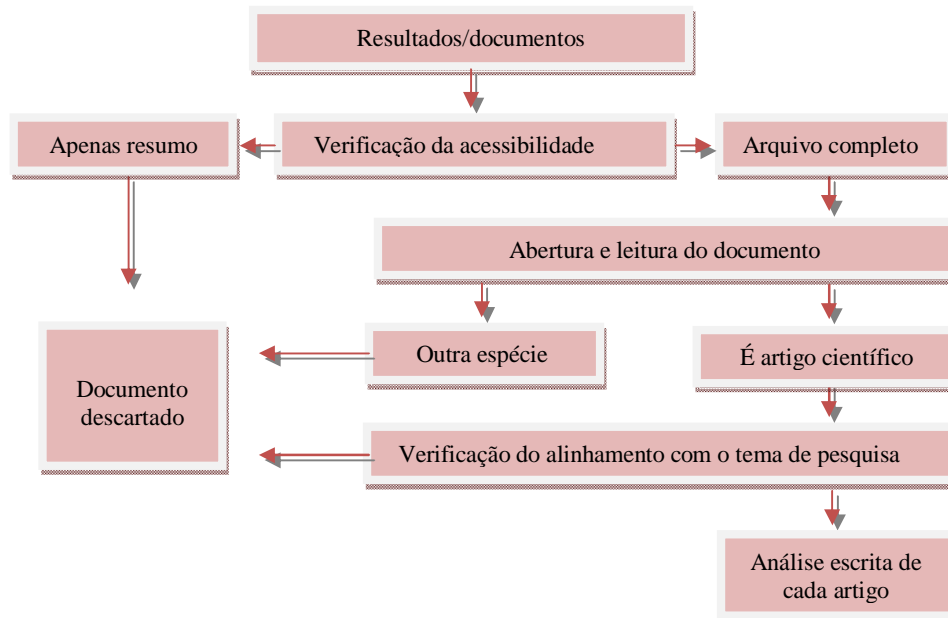 Resultados/documentos
Apenas resumo
Verificação da acessibilidade
Arquivo completo
Abertura e leitura do documento
Outra espécie
É artigo científico
Documento
descartado
Verificação do alinhamento com o tema de pesquisa
Análise escrita de
cada artigo